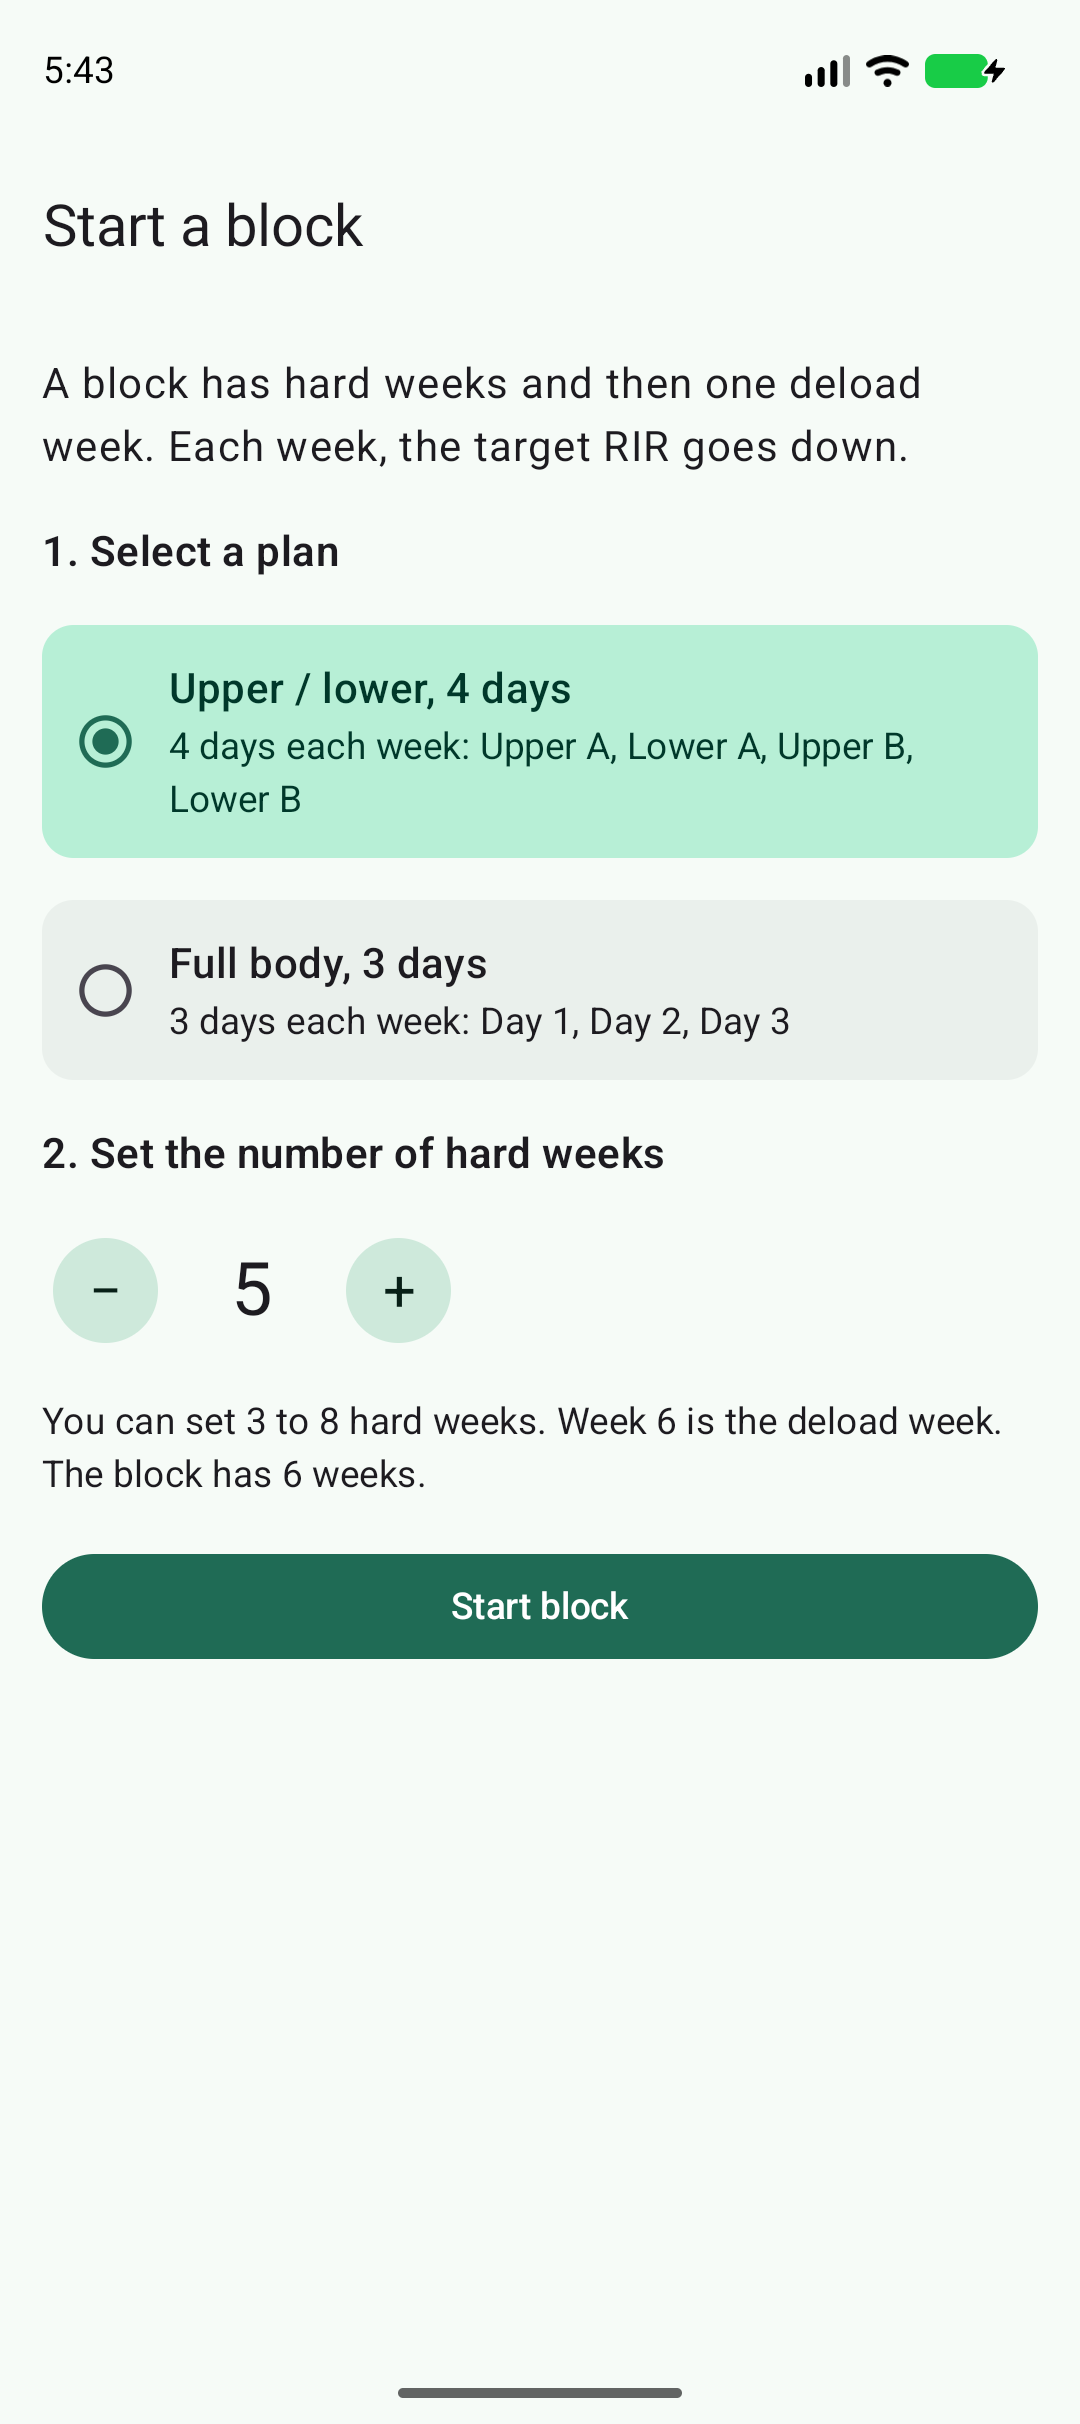 5:43
Start a block
A block has hard weeks and then one deload
week. Each week, the target RIR goes down.
1. Select a plan
Upper / lower, 4 days
4 days each week: Upper A, Lower A, Upper B,
Lower B
Full body, 3 days
3 days each week: Day 1, Day 2, Day 3
2. Set the number of hard weeks
− 5 +
You can set 3 to 8 hard weeks. Week 6 is the deload week.
The block has 6 weeks.
Start block